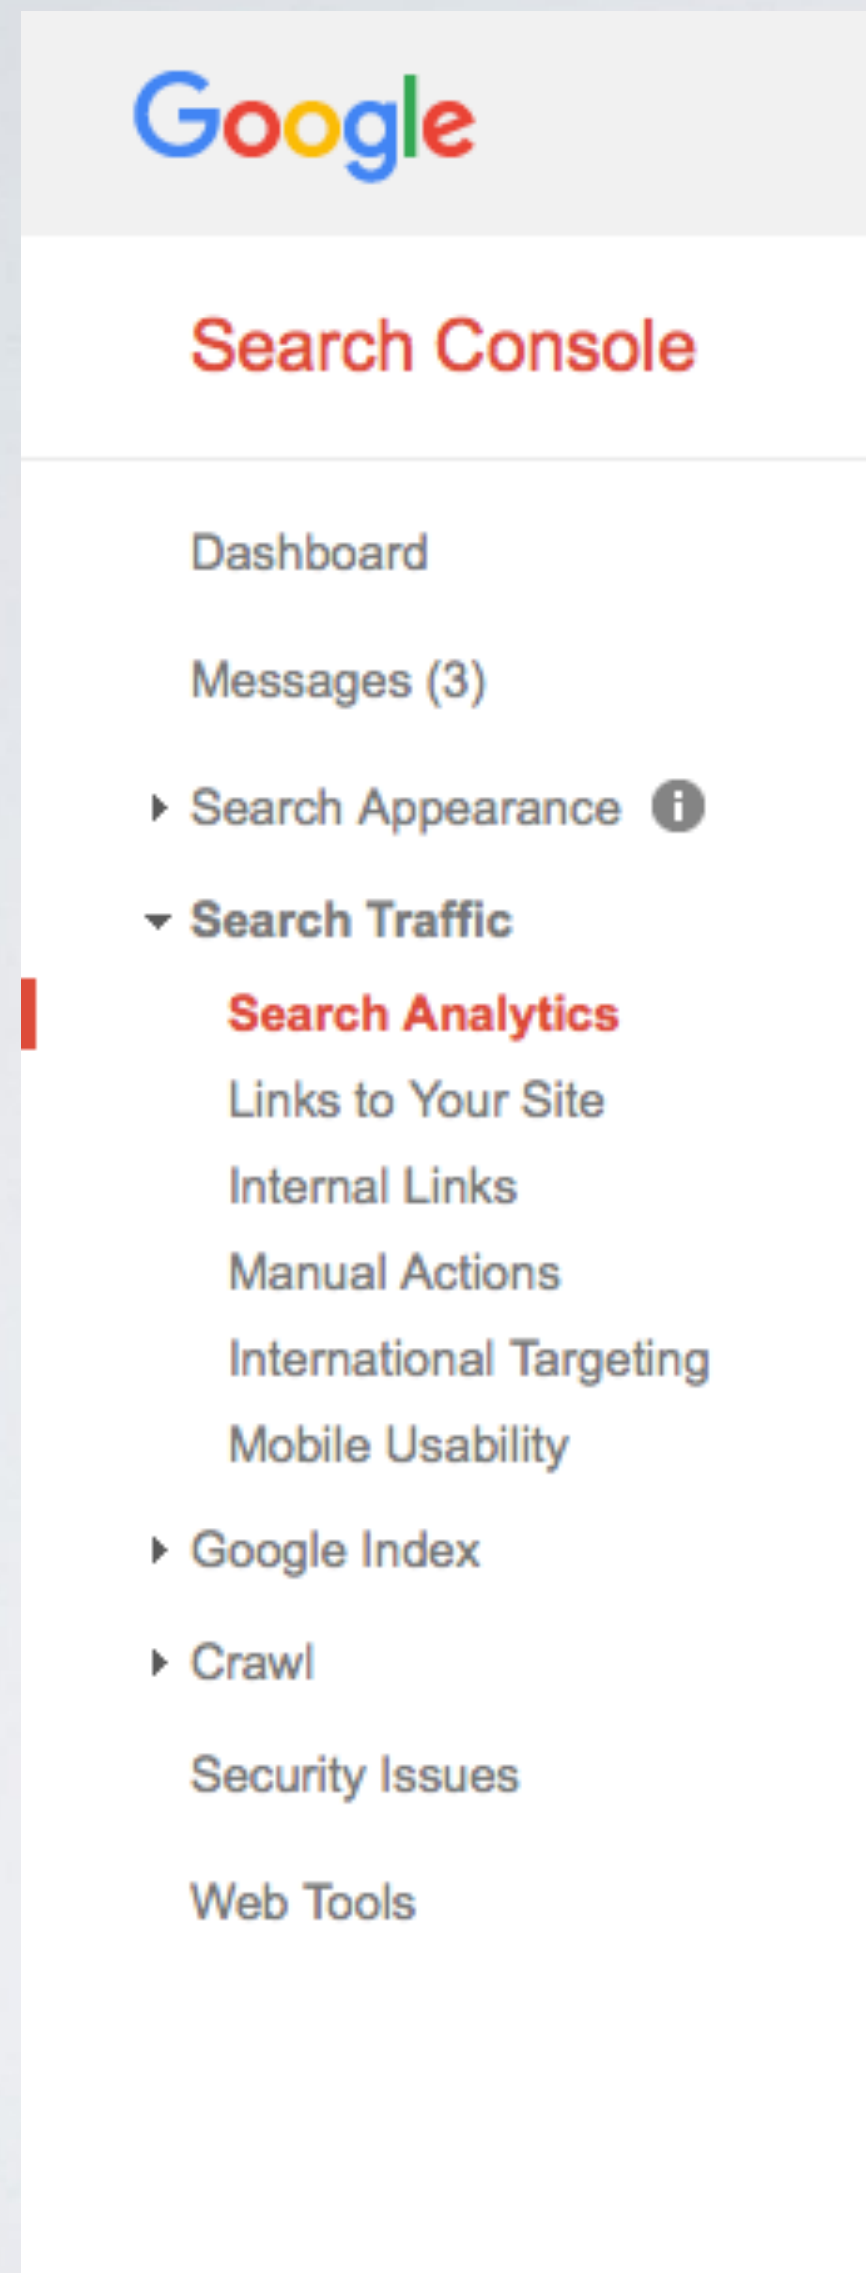 Google
Search Console
Dashboard
Messages (3)
Search Appearance
Search Traffic
Search Analytics
Links to Your Site
Internal Links
Manual Actions
International Targeting
Mobile Usability
Google Index
Crawl
Security Issues
Web Tools